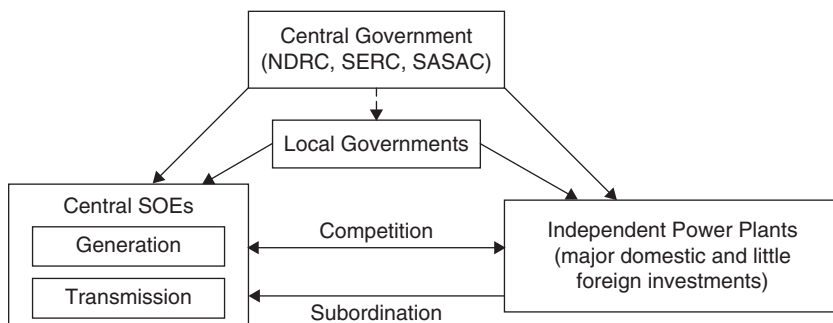 Central Government
(NDRC, SERC, SASAC)
Local Governments
Central SOEs
Generation
Transmission
Competition
Subordination
Independent Power Plants
(major domestic and little
foreign investments)